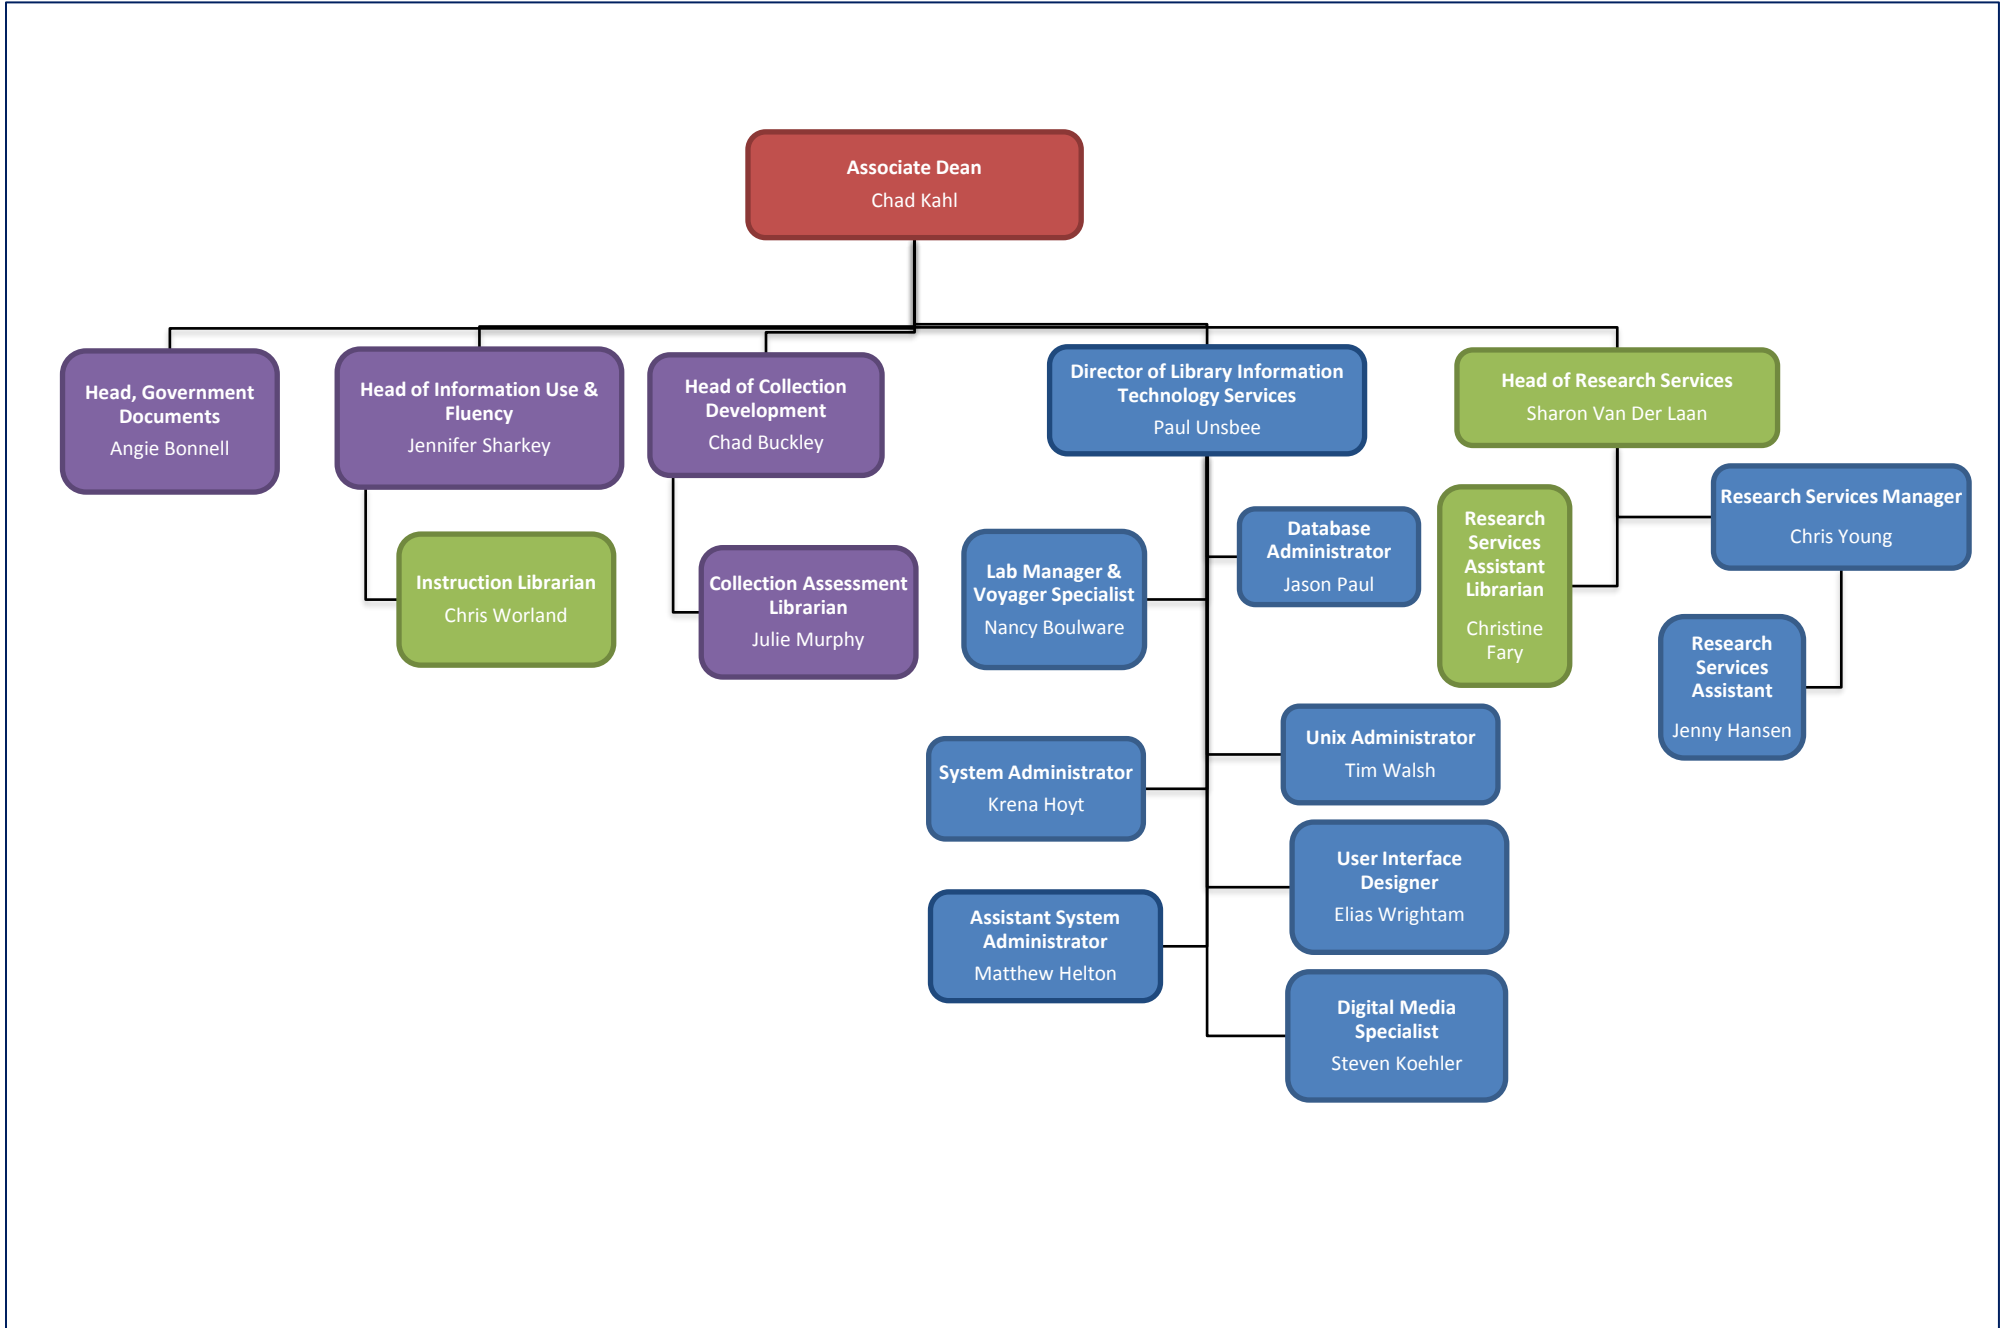 Associate Dean
Chad Kahl
Head, Government
Documents
Angie Bonnell
Head of Information Use &
Fluency
Jennifer Sharkey
Head of Collection
Development
Chad Buckley
Director of Library Information
Technology Services
Paul Unsbee
Head of Research Services
Sharon Van Der Laan
Instruction Librarian
Chris Worland
Collection Assessment
Librarian
Julie Murphy
Lab Manager &
Voyager Specialist
Nancy Boulware
Database
Administrator
Jason Paul
Research
Services
Assistant
Librarian
Christine
Fary
Research Services Manager
Chris Young
Research
Services
Assistant
Jenny Hansen
System Administrator
Krena Hoyt
Unix Administrator
Tim Walsh
User Interface
Designer
Elias Wrightam
Assistant System
Administrator
Matthew Helton
Digital Media
Specialist
Steven Koehler